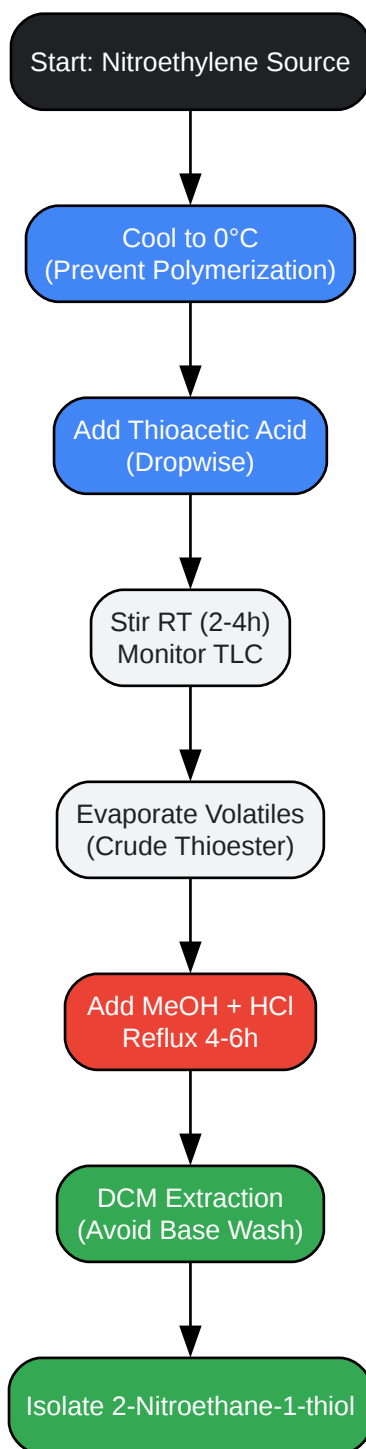 Start: Nitroethylene Source
Cool to 0°C
(Prevent Polymerization)
Add Thioacetic Acid
(Dropwise)
Stir RT (2-4h)
Monitor TLC
Evaporate Volatiles
(Crude Thioester)
Add MeOH + HCl
Reflux 4-6h
DCM Extraction
(Avoid Base Wash)
Isolate 2-Nitroethane-1-thiol